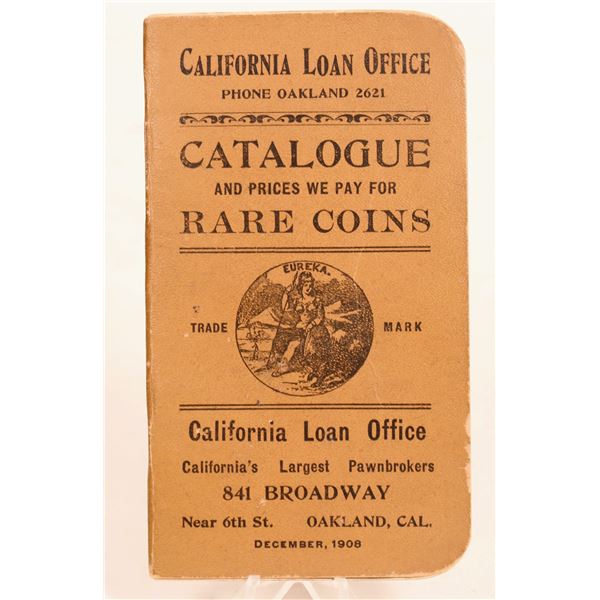 CALIFORNIA LOAN OFFICE
PHONE OAKLAND 2621
CATALOGUE
AND PRICES WE PAY FOR
RARE COINS
EUREKA.
TRADE MARK
California Loan Office
California's Largest Pawnbrokers
841 BROADWAY
Near 6th St. OAKLAND, CAL.
DECEMBER, 1908